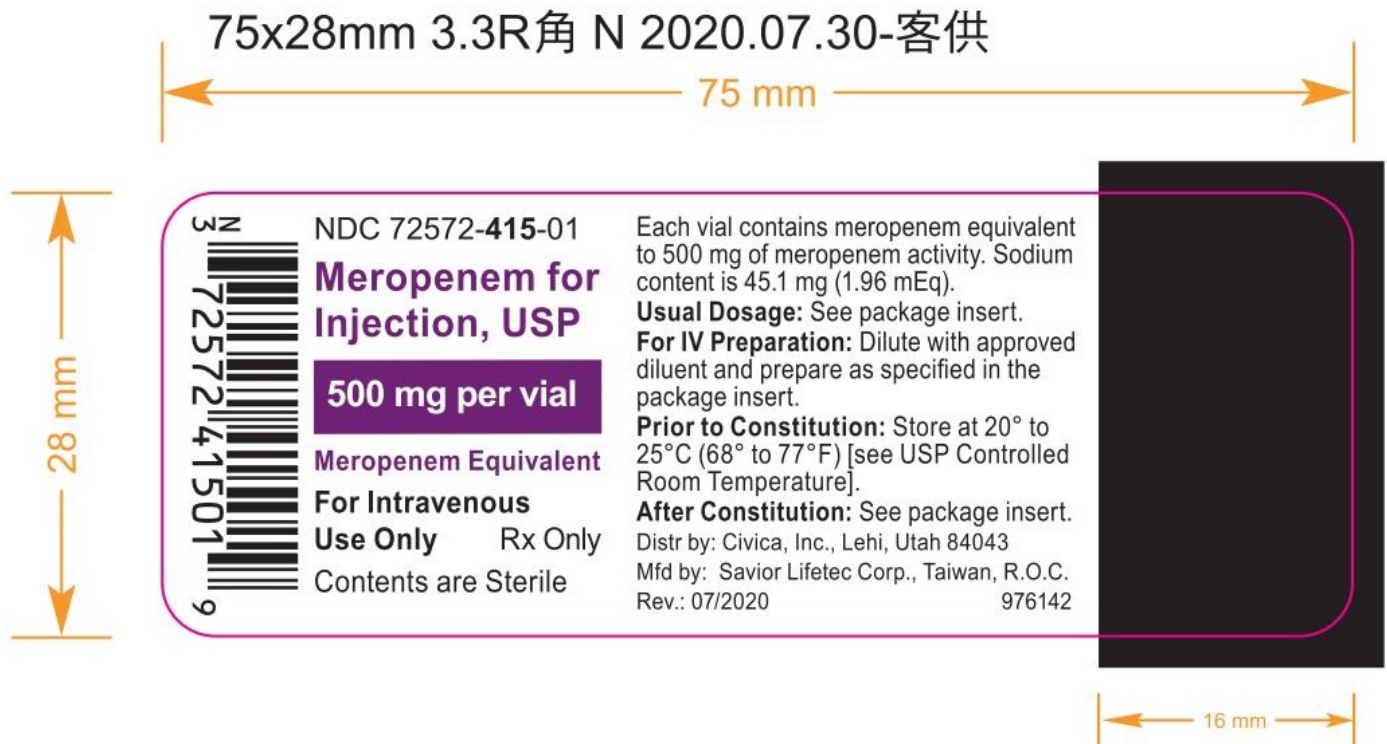 75x28mm 3.3R角 N 2020.07.30-客供
75 mm
28 mm
N
3
72572 41501
9
NDC 72572-415-01
Meropenem for
Injection, USP
500 mg per vial
Meropenem Equivalent
For Intravenous
Use Only Rx Only
Contents are Sterile
Each vial contains meropenem equivalent
to 500 mg of meropenem activity. Sodium
content is 45.1 mg (1.96 mEq).
Usual Dosage: See package insert.
For IV Preparation: Dilute with approved
diluent and prepare as specified in the
package insert.
Prior to Constitution: Store at 20° to
25°C (68° to 77°F) [see USP Controlled
Room Temperature].
After Constitution: See package insert.
Distr by: Civica, Inc., Lehi, Utah 84043
Mfd by: Savior Lifetec Corp., Taiwan, R.O.C.
Rev.: 07/2020 976142
16 mm